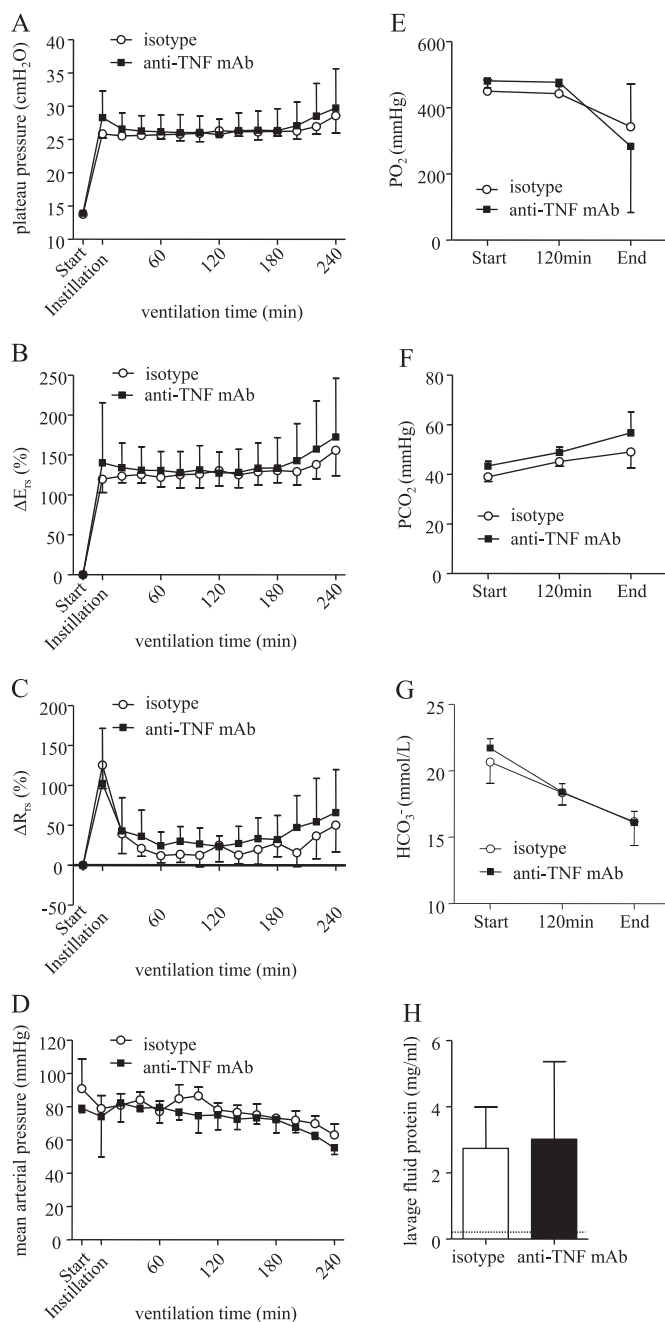 A
isotype
anti-TNF mAb
plateau pressure (cmH₂O)
40
35
30
25
20
15
10
Start
Instillation
60
120
180
240
ventilation time (min)
B
isotype
anti-TNF mAb
ΔE_rs (%)
250
200
150
100
50
0
Start
Instillation
60
120
180
240
ventilation time (min)
C
isotype
anti-TNF mAb
ΔR_rs (%)
200
150
100
50
0
-50
Start
Instillation
60
120
180
240
ventilation time (min)
D
isotype
anti-TNF mAb
mean arterial pressure (mmHg)
120
100
80
60
40
20
0
Start
Instillation
60
120
180
240
ventilation time (min)
E
PO₂ (mmHg)
600
400
200
0
isotype
anti-TNF mAb
Start 120min End
F
PCO₂ (mmHg)
80
60
40
20
0
isotype
anti-TNF mAb
Start 120min End
G
HCO₃- (mmol/L)
25
20
15
10
isotype
anti-TNF mAb
Start 120min End
H
lavage fluid protein (mg/ml)
6
4
2
0
isotype anti-TNF mAb